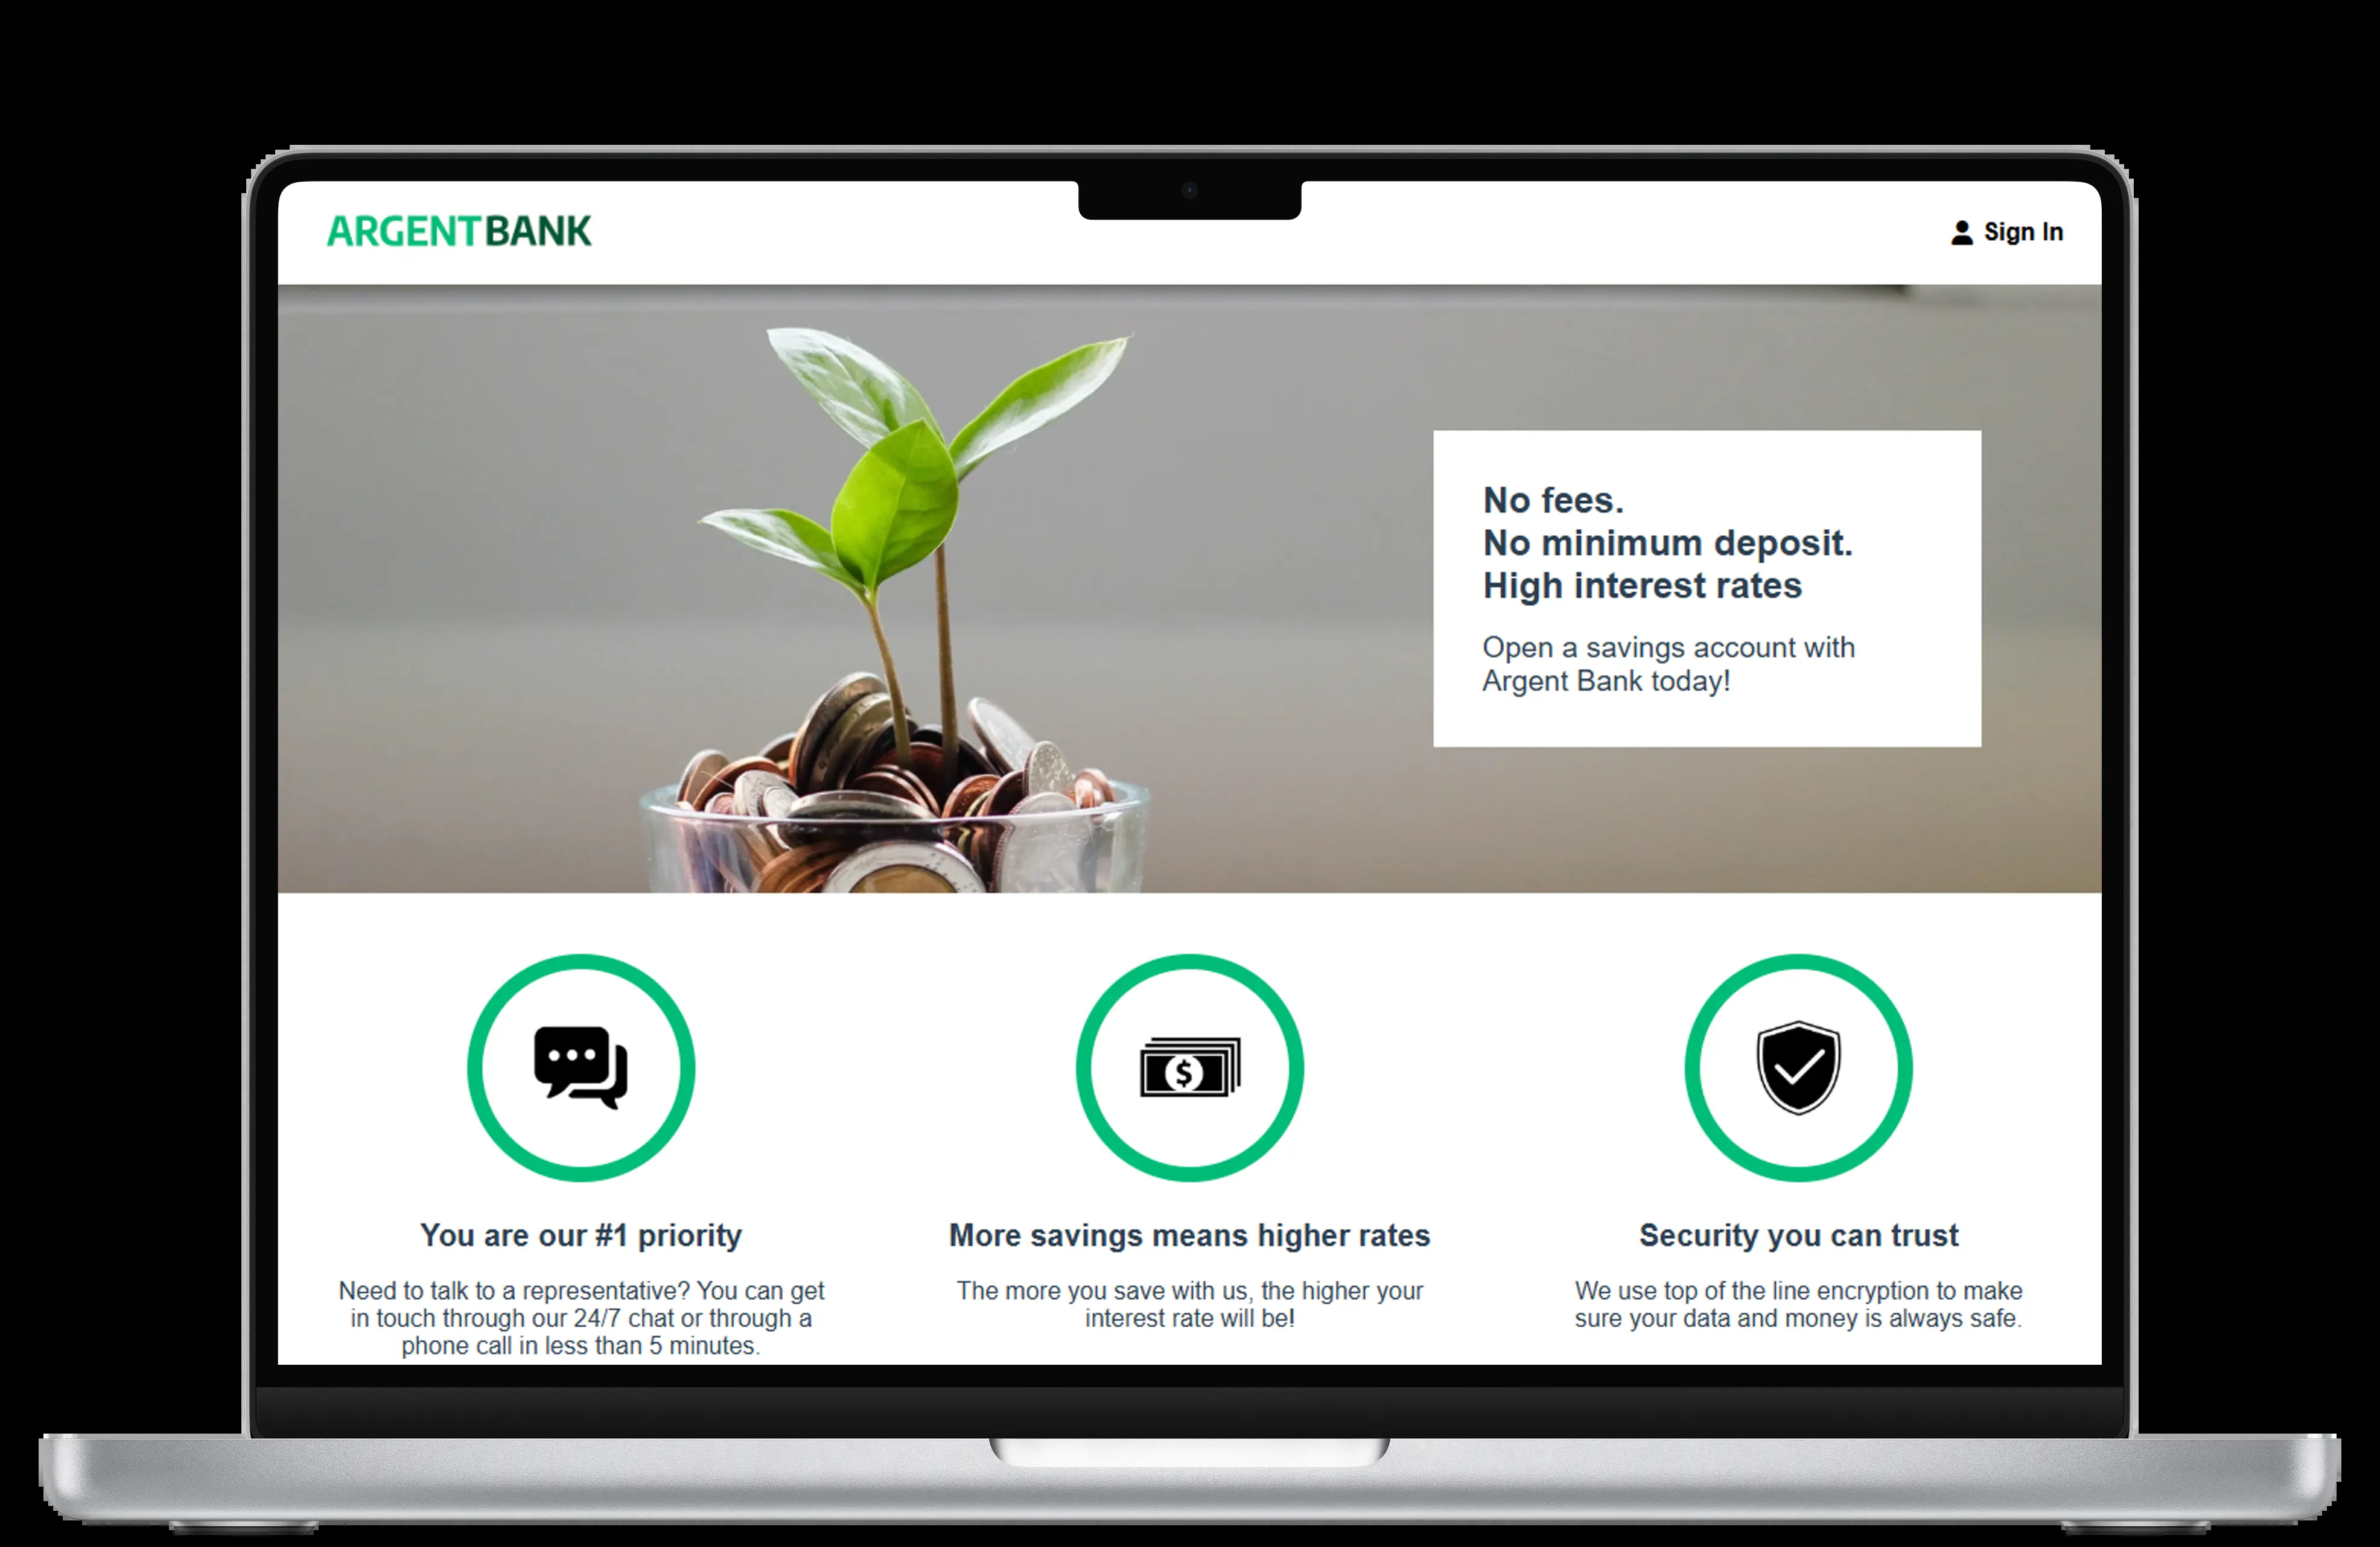 ARGENTBANK
Sign In
No fees.
No minimum deposit.
High interest rates
Open a savings account with
Argent Bank today!
$
You are our #1 priority
Need to talk to a representative? You can get
in touch through our 24/7 chat or through a
phone call in less than 5 minutes.
More savings means higher rates
The more you save with us, the higher your
interest rate will be!
Security you can trust
We use top of the line encryption to make
sure your data and money is always safe.